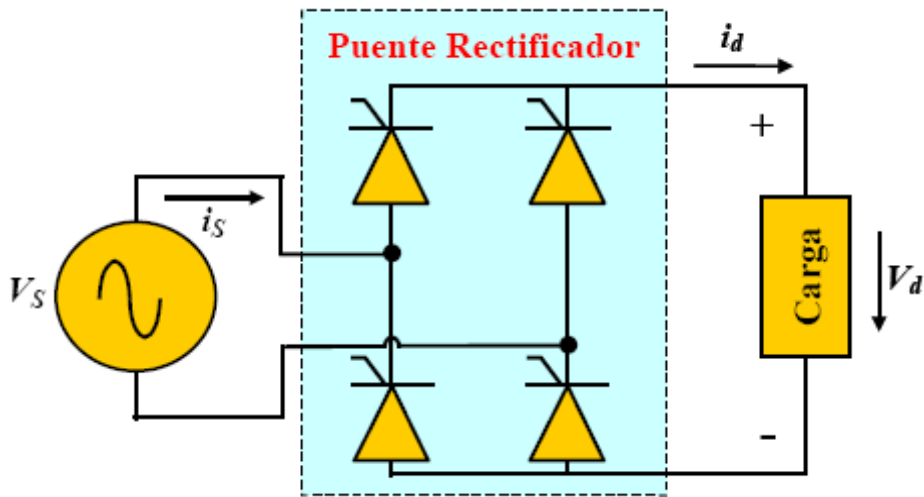 Puente Rectificador
i_d
+
i_S
V_S
Carga
V_d
-